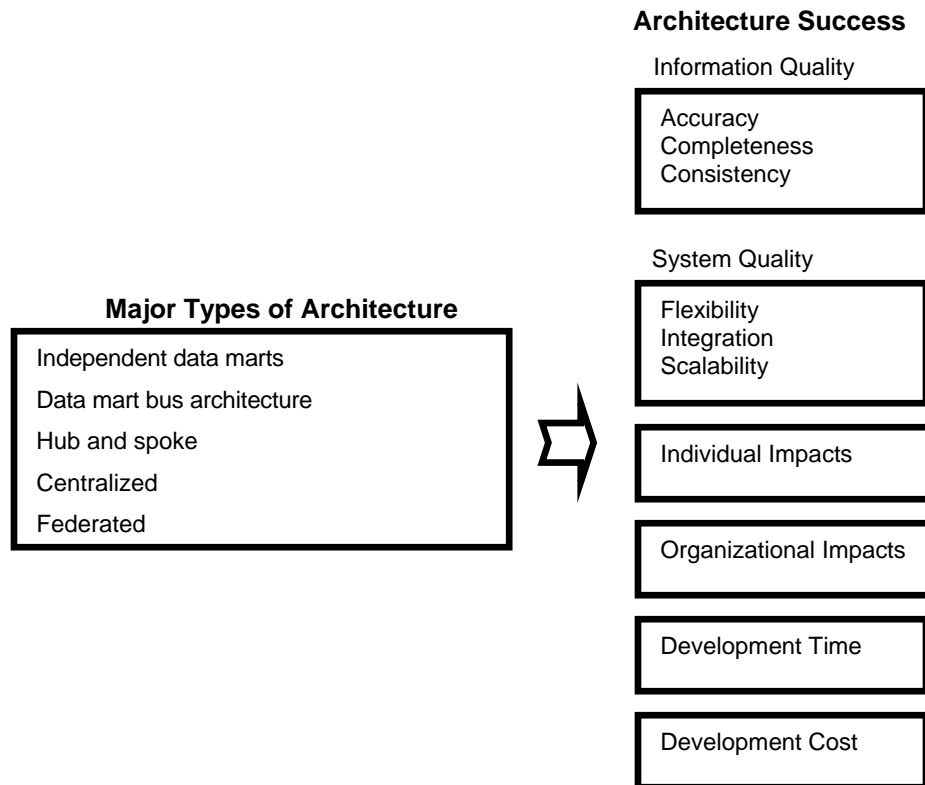 Major Types of Architecture
Independent data marts
Data mart bus architecture
Hub and spoke
Centralized
Federated
Architecture Success
Information Quality
Accuracy
Completeness
Consistency
System Quality
Flexibility
Integration
Scalability
Individual Impacts
Organizational Impacts
Development Time
Development Cost